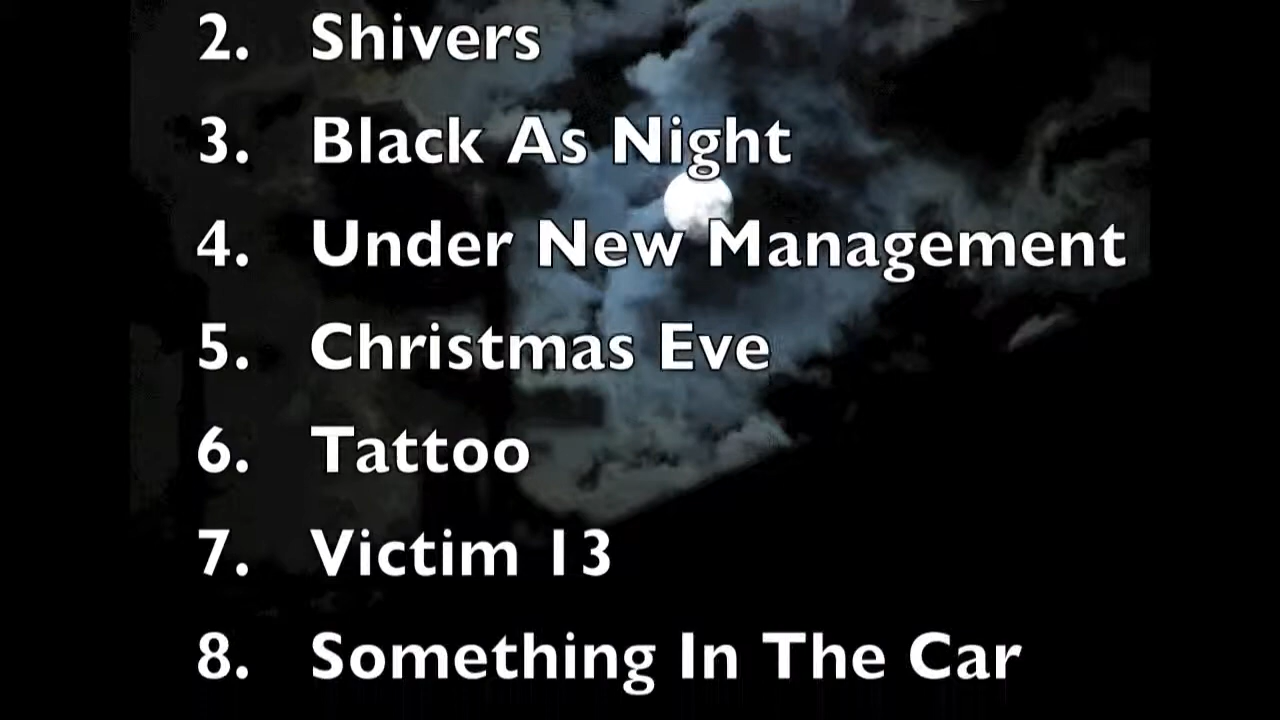 2. Shivers
3. Black As Night
4. Under New Management
5. Christmas Eve
6. Tattoo
7. Victim 13
8. Something In The Car